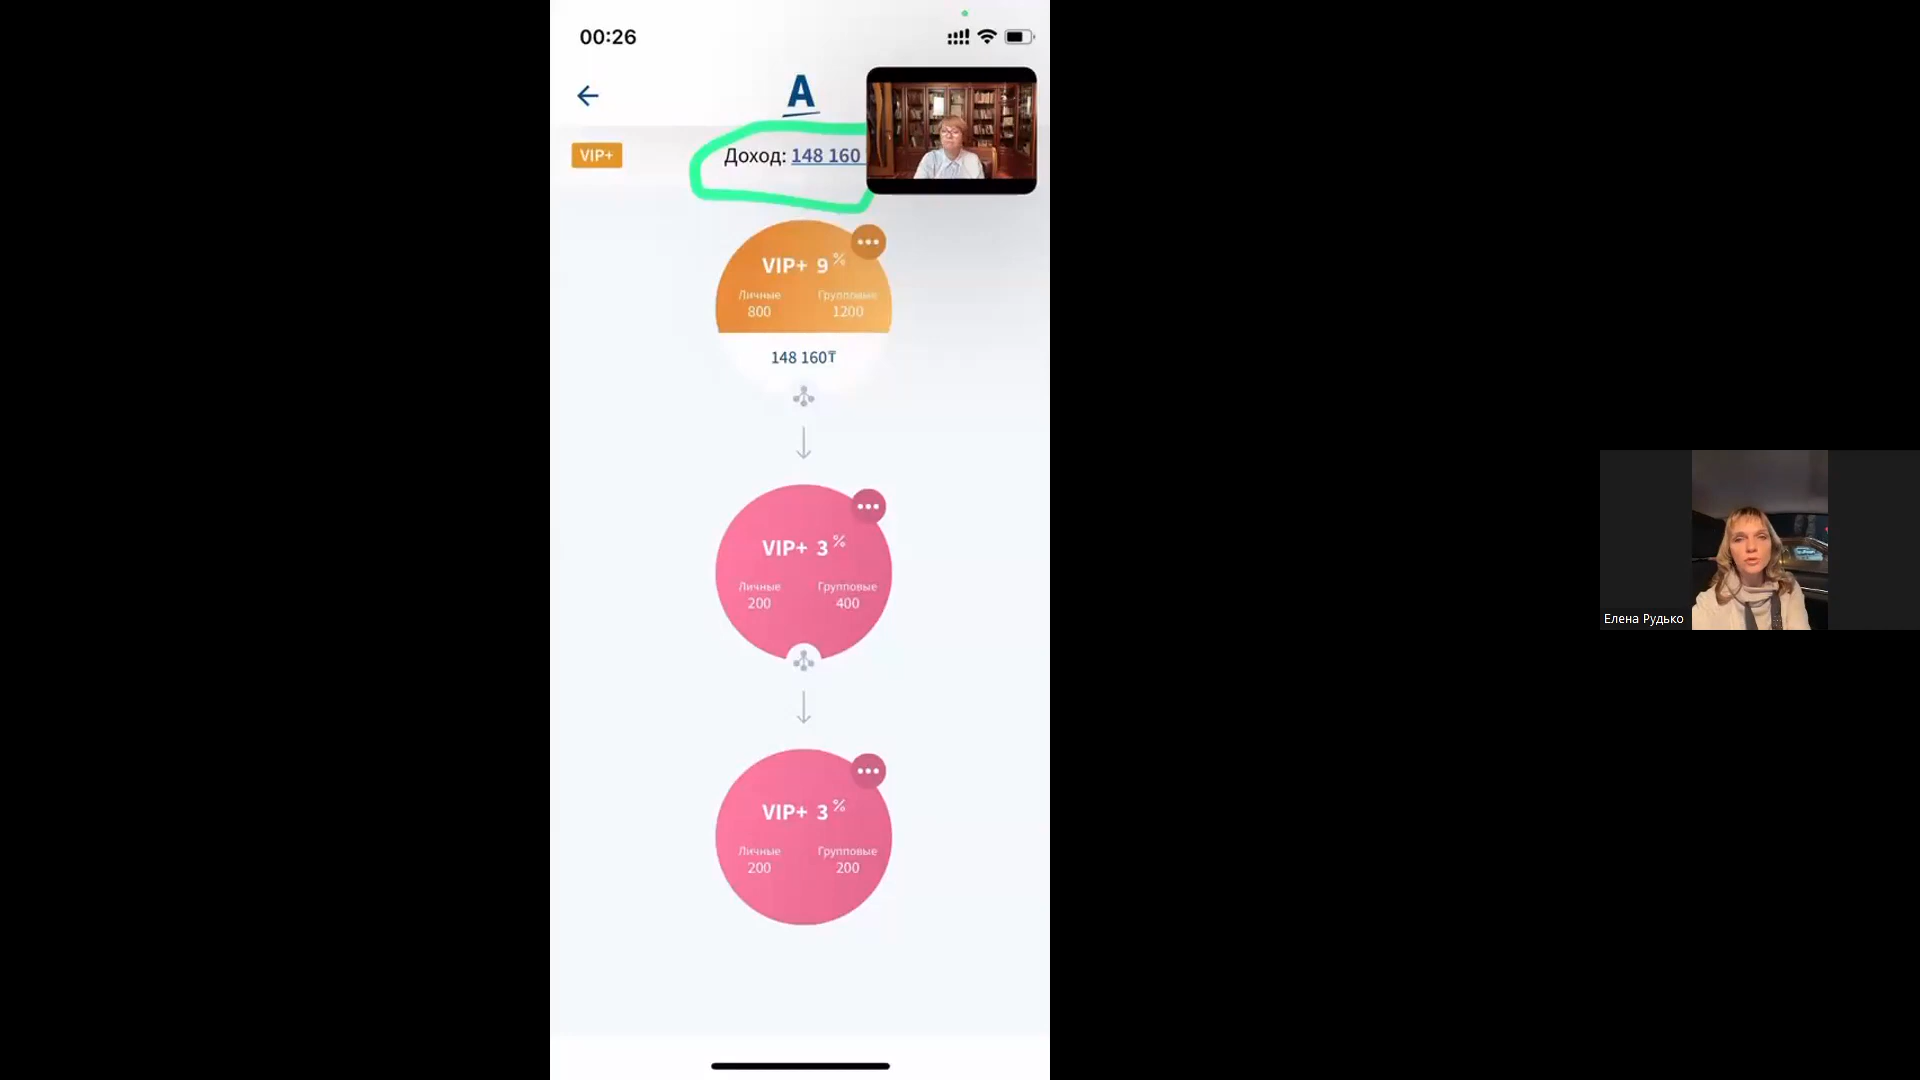 00:26
A
VIP+
Доход: 148 160
VIP+ 9 %
Личные Групповые
800 1200
148 160₸
VIP+ 3 %
Личные Групповые
200 400
VIP+ 3 %
Личные Групповые
200 200
Елена Рудько